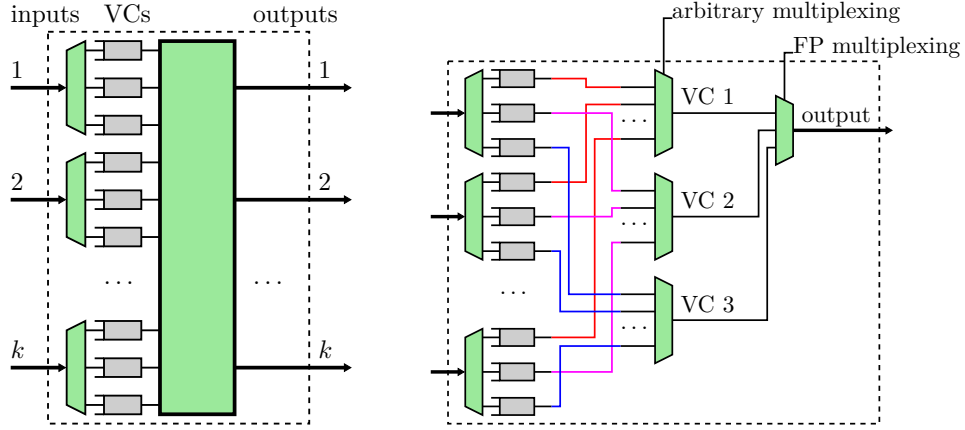 inputs VCs outputs
1 1
2 2
... ...
k k
arbitrary multiplexing
FP multiplexing
VC 1
output
...
VC 2
...
VC 3
...
...